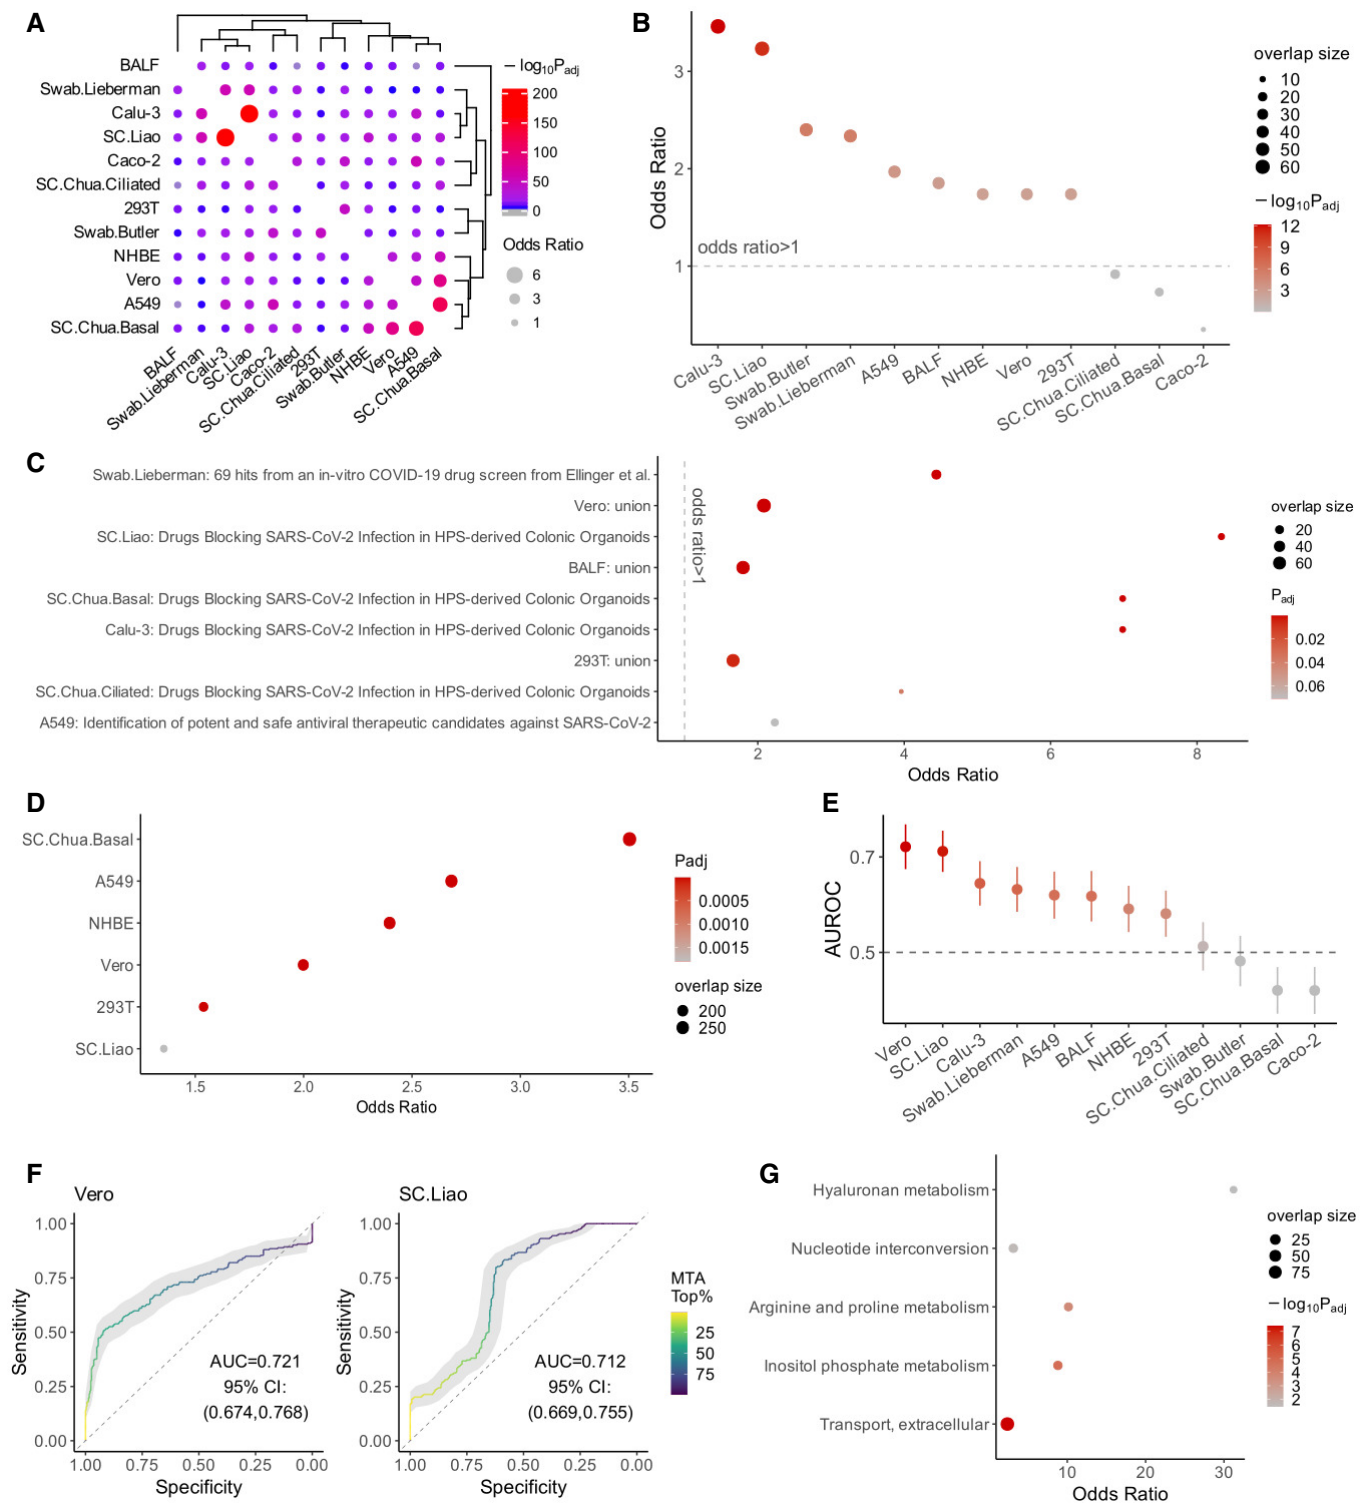 A
BALF
Swab.Lieberman
Calu-3
SC.Liao
Caco-2
SC.Chua.Ciliated
293T
Swab.Butler
NHBE
Vero
A549
SC.Chua.Basal
BALF
Swab.Lieberman
Calu-3
SC.Liao
Caco-2
SC.Chua.Ciliated
293T
Swab.Butler
NHBE
Vero
A549
SC.Chua.Basal
− log10Padj
200
150
100
50
0
Odds Ratio
6
3
1
B
Odds Ratio
3
2
1
odds ratio>1
Calu-3
SC.Liao
Swab.Butler
Swab.Lieberman
A549
BALF
NHBE
Vero
293T
SC.Chua.Ciliated
SC.Chua.Basal
Caco-2
overlap size
10
20
30
40
50
60
− log10Padj
12
9
6
3
C
Swab.Lieberman: 69 hits from an in-vitro COVID-19 drug screen from Ellinger et al.
Vero: union
SC.Liao: Drugs Blocking SARS-CoV-2 Infection in HPS-derived Colonic Organoids
BALF: union
SC.Chua.Basal: Drugs Blocking SARS-CoV-2 Infection in HPS-derived Colonic Organoids
Calu-3: Drugs Blocking SARS-CoV-2 Infection in HPS-derived Colonic Organoids
293T: union
SC.Chua.Ciliated: Drugs Blocking SARS-CoV-2 Infection in HPS-derived Colonic Organoids
A549: Identification of potent and safe antiviral therapeutic candidates against SARS-CoV-2
odds ratio>1
2
4
6
8
Odds Ratio
overlap size
20
40
60
Padj
0.02
0.04
0.06
D
SC.Chua.Basal
A549
NHBE
Vero
293T
SC.Liao
1.5
2.0
2.5
3.0
3.5
Odds Ratio
Padj
0.0005
0.0010
0.0015
overlap size
200
250
E
AUROC
0.7
0.5
Vero
SC.Liao
Calu-3
Swab.Lieberman
A549
BALF
NHBE
293T
SC.Chua.Ciliated
Swab.Butler
SC.Chua.Basal
Caco-2
F
Vero
Sensitivity
1.00
0.75
0.50
0.25
0.00
AUC=0.721
95% CI:
(0.674,0.768)
1.00
0.75
0.50
0.25
0.00
Specificity
SC.Liao
Sensitivity
1.00
0.75
0.50
0.25
0.00
AUC=0.712
95% CI:
(0.669,0.755)
1.00
0.75
0.50
0.25
0.00
Specificity
MTA
Top%
25
50
75
G
Hyaluronan metabolism
Nucleotide interconversion
Arginine and proline metabolism
Inositol phosphate metabolism
Transport, extracellular
10
20
30
Odds Ratio
overlap size
25
50
75
− log10Padj
7
6
5
4
3
2